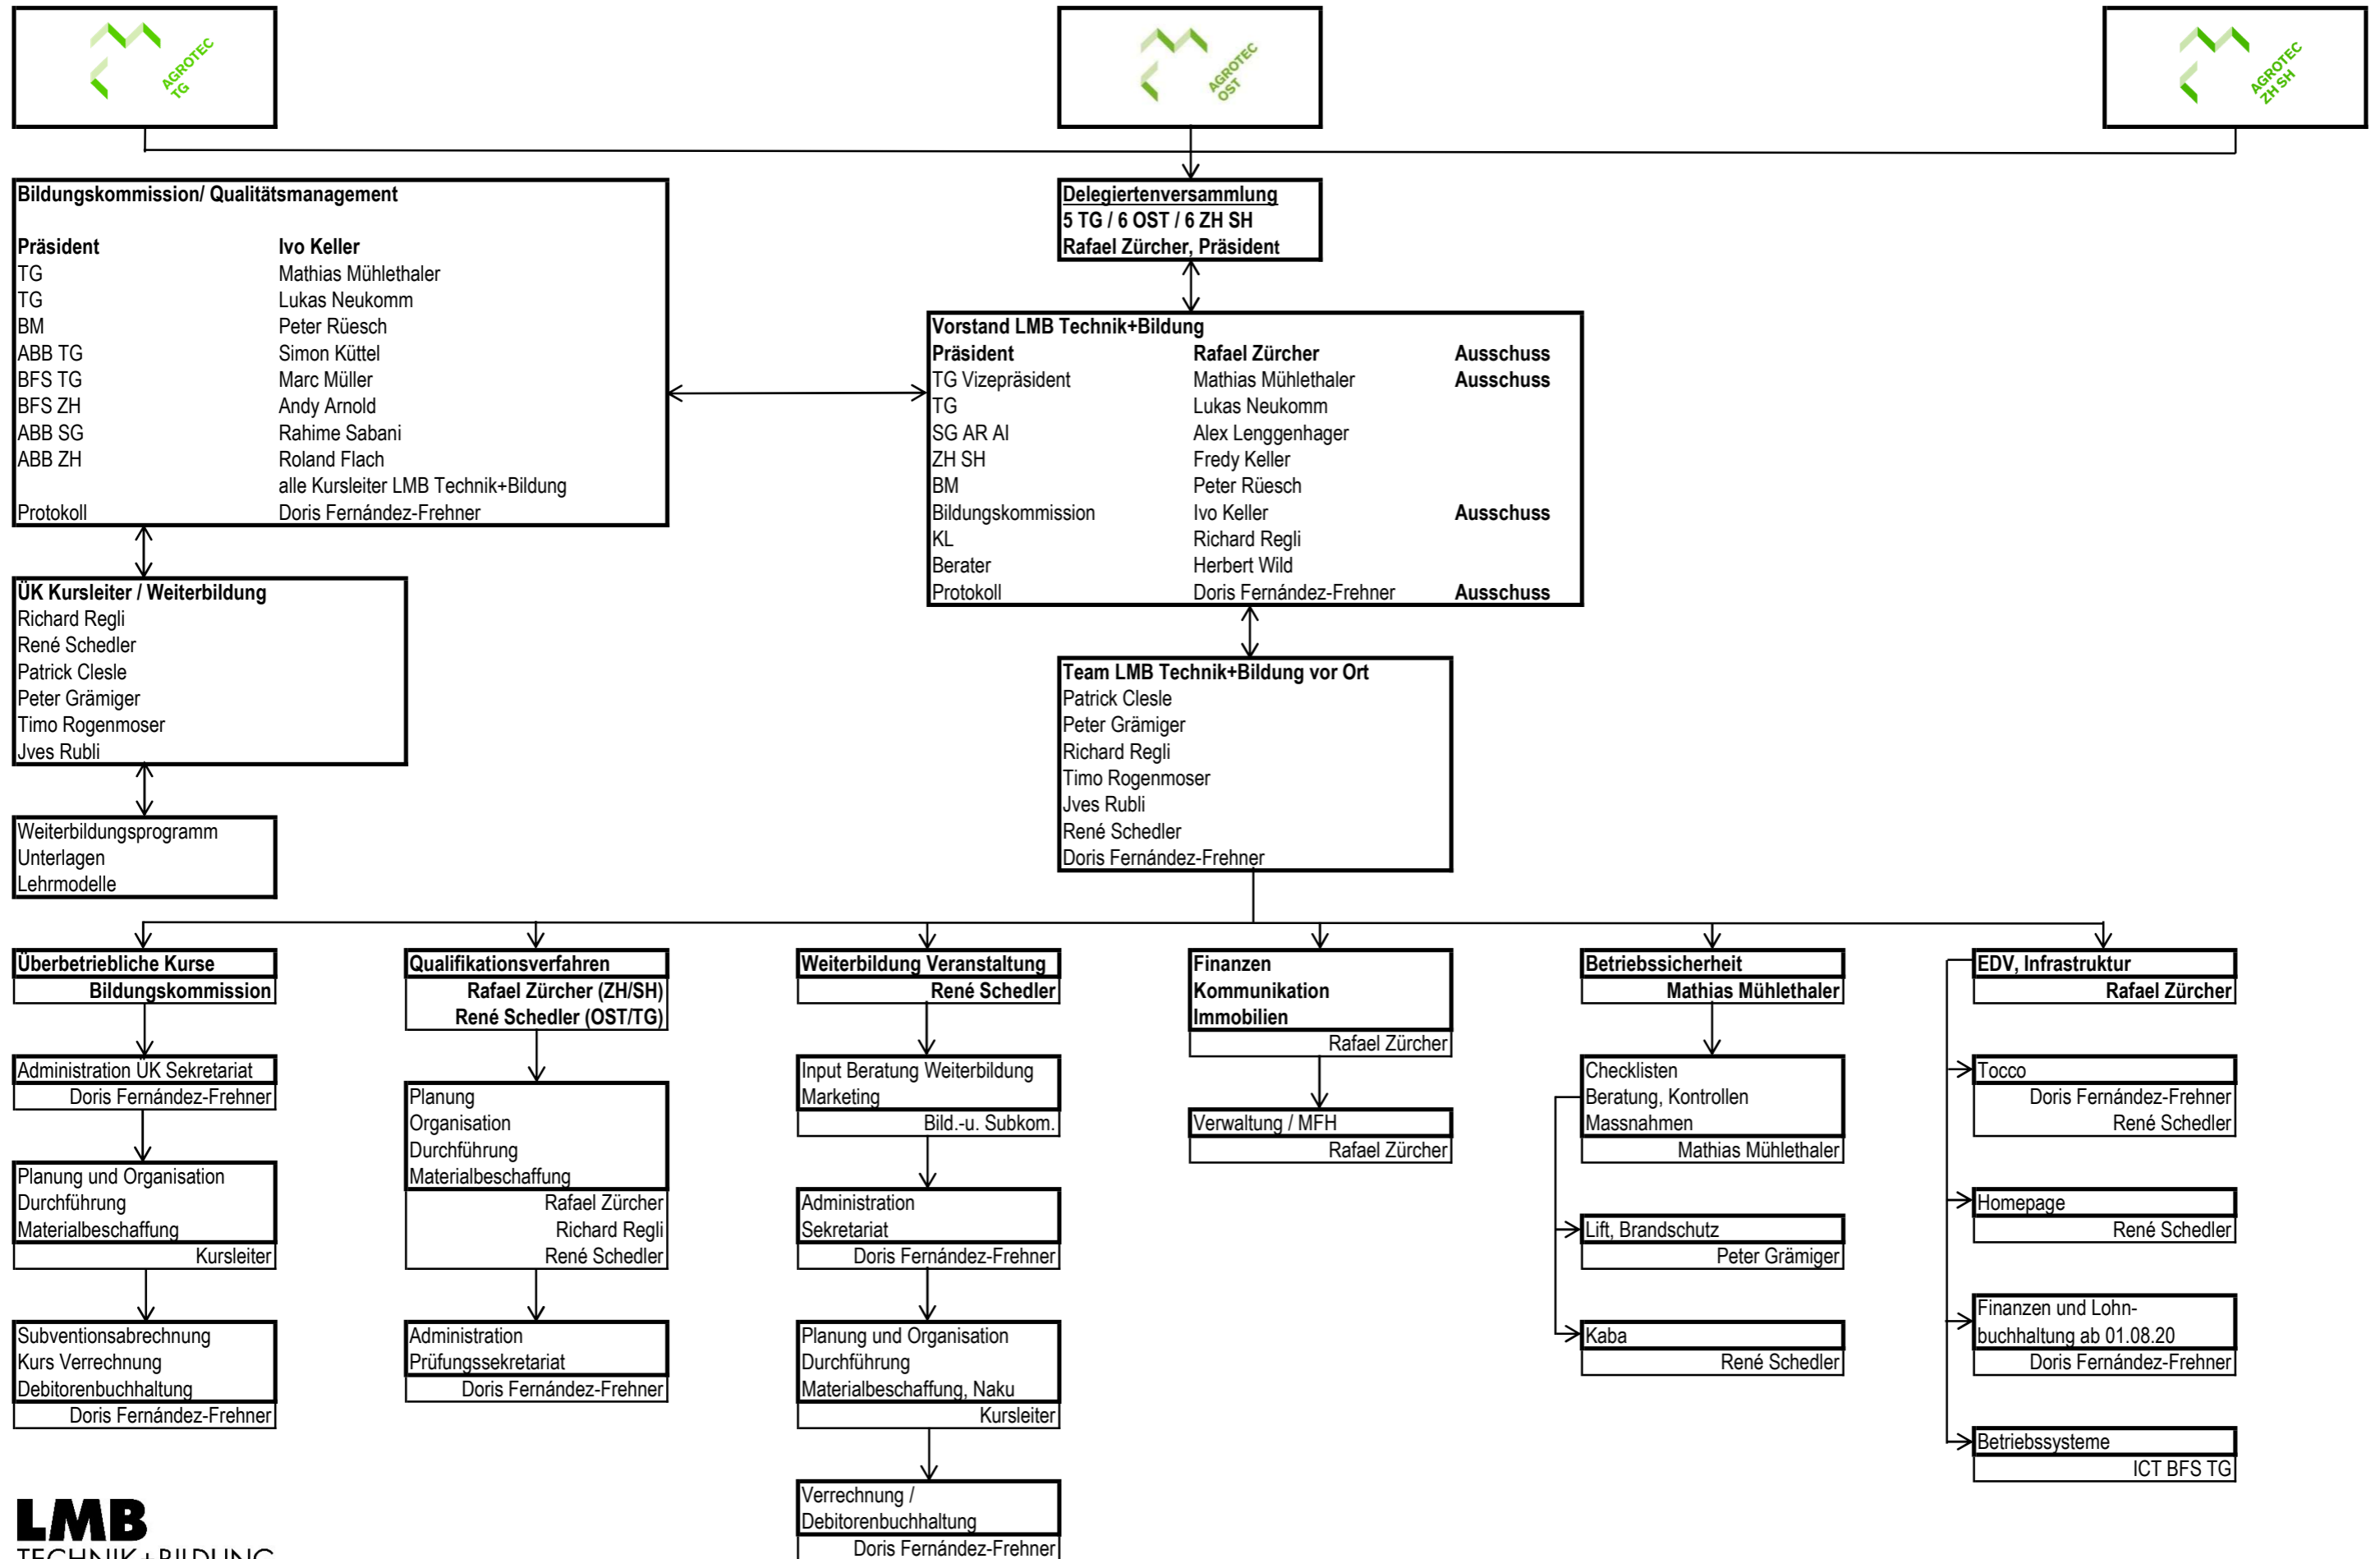 AGROTEC
TG
AGROTEC
OST
AGROTEC
ZH SH
Bildungskommission/ Qualitätsmanagement
Präsident Ivo Keller
TG Mathias Mühlethaler
TG Lukas Neukomm
BM Peter Rüesch
ABB TG Simon Küttel
BFS TG Marc Müller
BFS ZH Andy Arnold
ABB SG Rahime Sabani
ABB ZH Roland Flach
alle Kursleiter LMB Technik+Bildung
Protokoll Doris Fernández-Frehner
Delegiertenversammlung
5 TG / 6 OST / 6 ZH SH
Rafael Zürcher, Präsident
Vorstand LMB Technik+Bildung
Präsident Rafael Zürcher Ausschuss
TG Vizepräsident Mathias Mühlethaler Ausschuss
TG Lukas Neukomm
SG AR AI Alex Lenggenhager
ZH SH Fredy Keller
BM Peter Rüesch
Bildungskommission Ivo Keller Ausschuss
KL Richard Regli
Berater Herbert Wild
Protokoll Doris Fernández-Frehner Ausschuss
ÜK Kursleiter / Weiterbildung
Richard Regli
René Schedler
Patrick Clesle
Peter Grämiger
Timo Rogenmoser
Jves Rubli
Weiterbildungsprogramm
Unterlagen
Lehrmodelle
Team LMB Technik+Bildung vor Ort
Patrick Clesle
Peter Grämiger
Richard Regli
Timo Rogenmoser
Jves Rubli
René Schedler
Doris Fernández-Frehner
Überbetriebliche Kurse
Bildungskommission
Administration ÜK Sekretariat
Doris Fernández-Frehner
Planung und Organisation
Durchführung
Materialbeschaffung
Kursleiter
Subventionsabrechnung
Kurs Verrechnung
Debitorenbuchhaltung
Doris Fernández-Frehner
Qualifikationsverfahren
Rafael Zürcher (ZH/SH)
René Schedler (OST/TG)
Planung
Organisation
Durchführung
Materialbeschaffung
Rafael Zürcher
Richard Regli
René Schedler
Administration
Prüfungssekretariat
Doris Fernández-Frehner
Weiterbildung Veranstaltung
René Schedler
Input Beratung Weiterbildung
Marketing
Bild.-u. Subkom.
Administration
Sekretariat
Doris Fernández-Frehner
Planung und Organisation
Durchführung
Materialbeschaffung, Naku
Kursleiter
Verrechnung /
Debitorenbuchhaltung
Doris Fernández-Frehner
Finanzen
Kommunikation
Immobilien
Rafael Zürcher
Verwaltung / MFH
Rafael Zürcher
Betriebssicherheit
Mathias Mühlethaler
Checklisten
Beratung, Kontrollen
Massnahmen
Mathias Mühlethaler
Lift, Brandschutz
Peter Grämiger
Kaba
René Schedler
EDV, Infrastruktur
Rafael Zürcher
Tocco
Doris Fernández-Frehner
René Schedler
Homepage
René Schedler
Finanzen und Lohn-
buchhaltung ab 01.08.20
Doris Fernández-Frehner
Betriebssysteme
ICT BFS TG
LMB
TECHNIK+BILDUNG